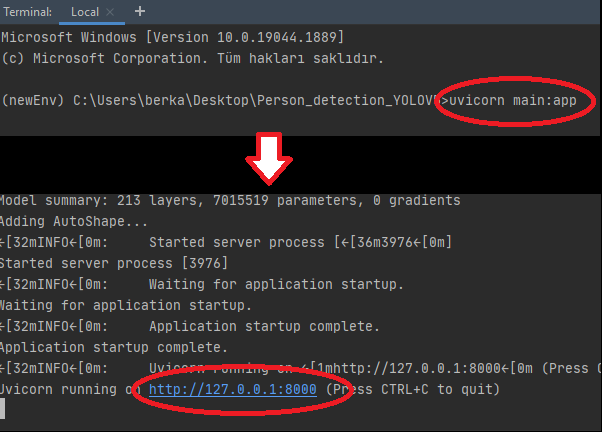 Terminal: Local × +
Microsoft Windows [Version 10.0.19044.1889]
(c) Microsoft Corporation. Tüm hakları saklıdır.
(newEnv) C:\Users\berka\Desktop\Person_detection_YOLOV5>uvicorn main:app
Model summary: 213 layers, 7015519 parameters, 0 gradients
Adding AutoShape...
←[32mINFO←[0m:     Started server process [←[36m3976←[0m]
Started server process [3976]
←[32mINFO←[0m:     Waiting for application startup.
Waiting for application startup.
←[32mINFO←[0m:     Application startup complete.
Application startup complete.
←[32mINFO←[0m:     Uvicorn running on ←[1mhttp://127.0.0.1:8000←[0m (Press C
Uvicorn running on http://127.0.0.1:8000 (Press CTRL+C to quit)